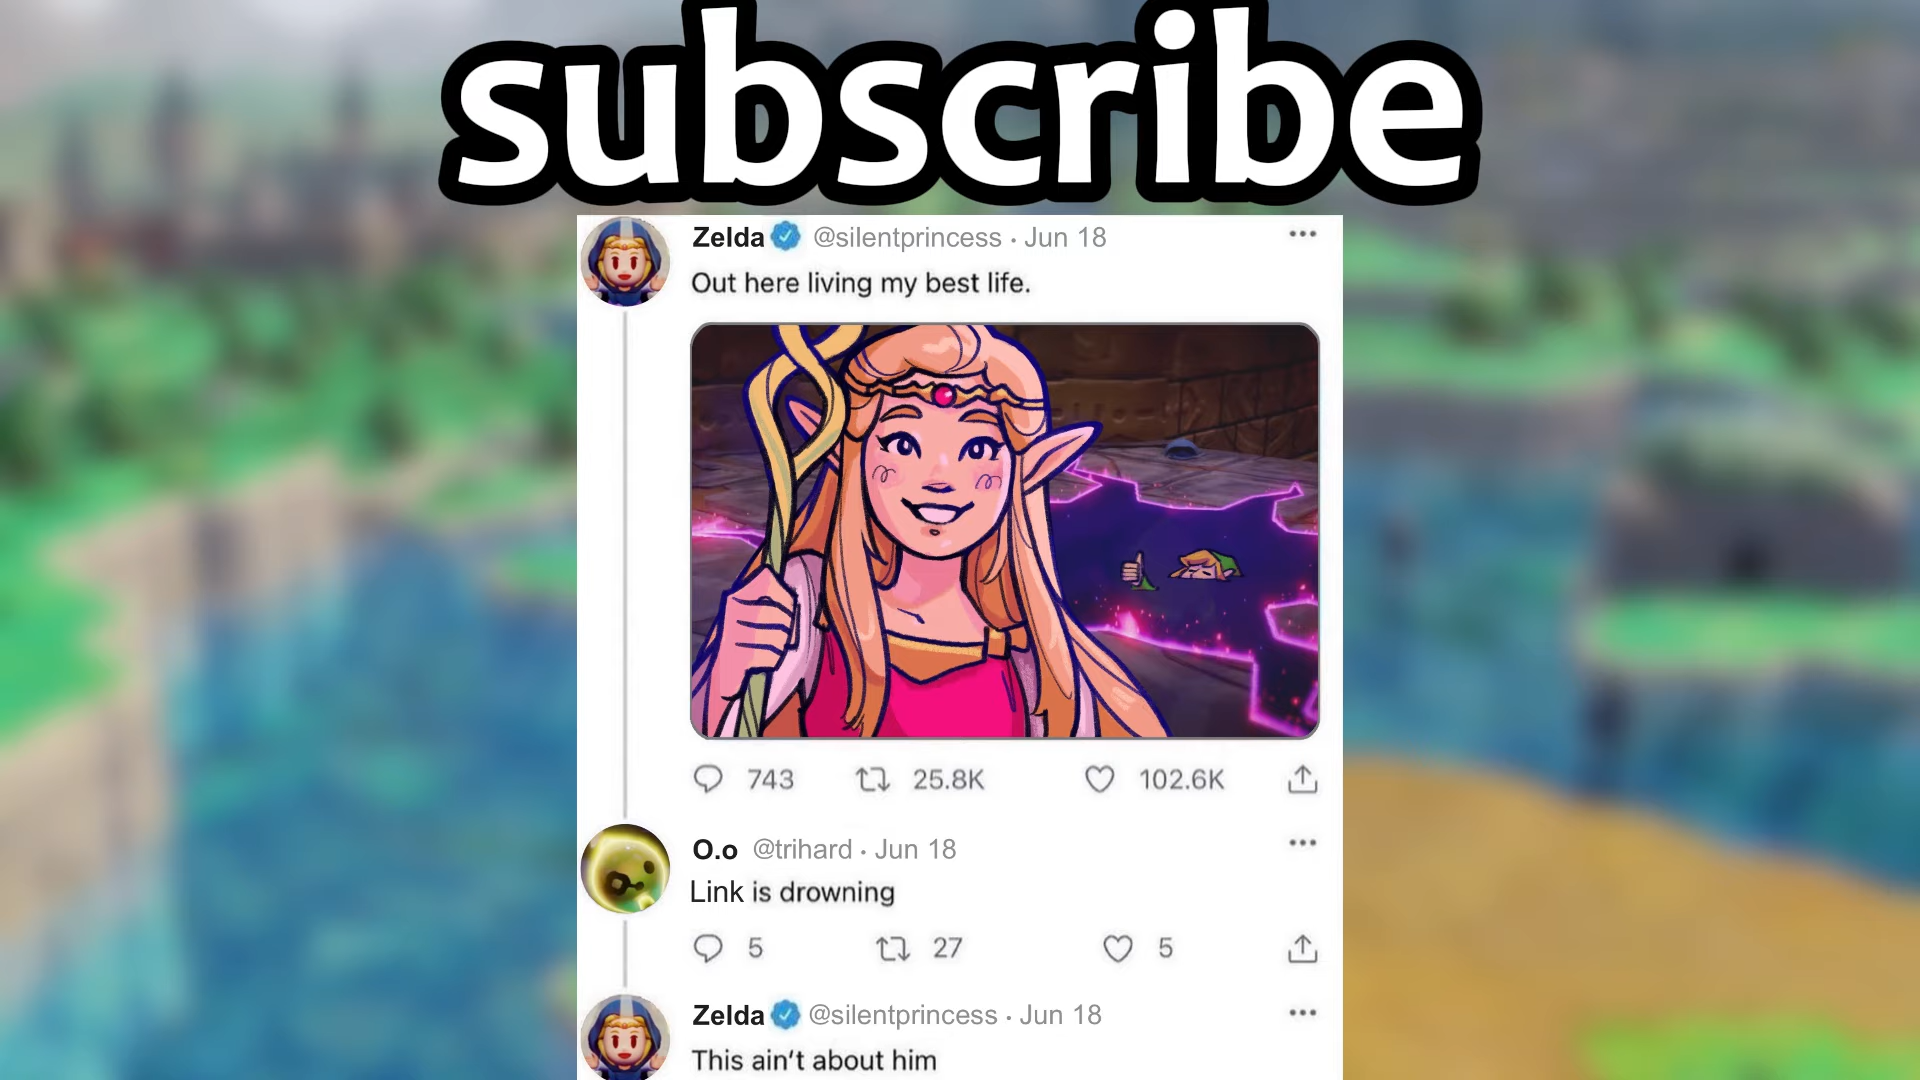 subscribe
Zelda @silentprincess · Jun 18
Out here living my best life.
743 25.8K 102.6K
O.o @trihard · Jun 18
Link is drowning
5 27 5
Zelda @silentprincess · Jun 18
This ain't about him